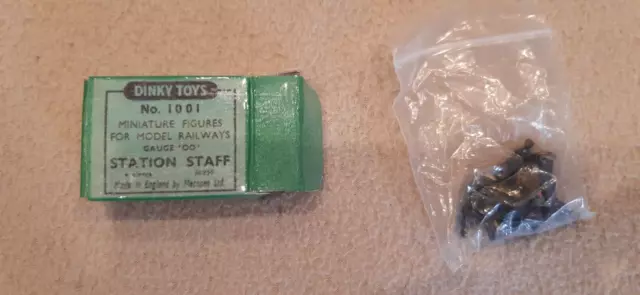 DINKY TOYS
No. 1001
MINIATURE FIGURES
FOR MODEL RAILWAYS
GAUGE "OO"
STATION STAFF
Made in England by Meccano Ltd.